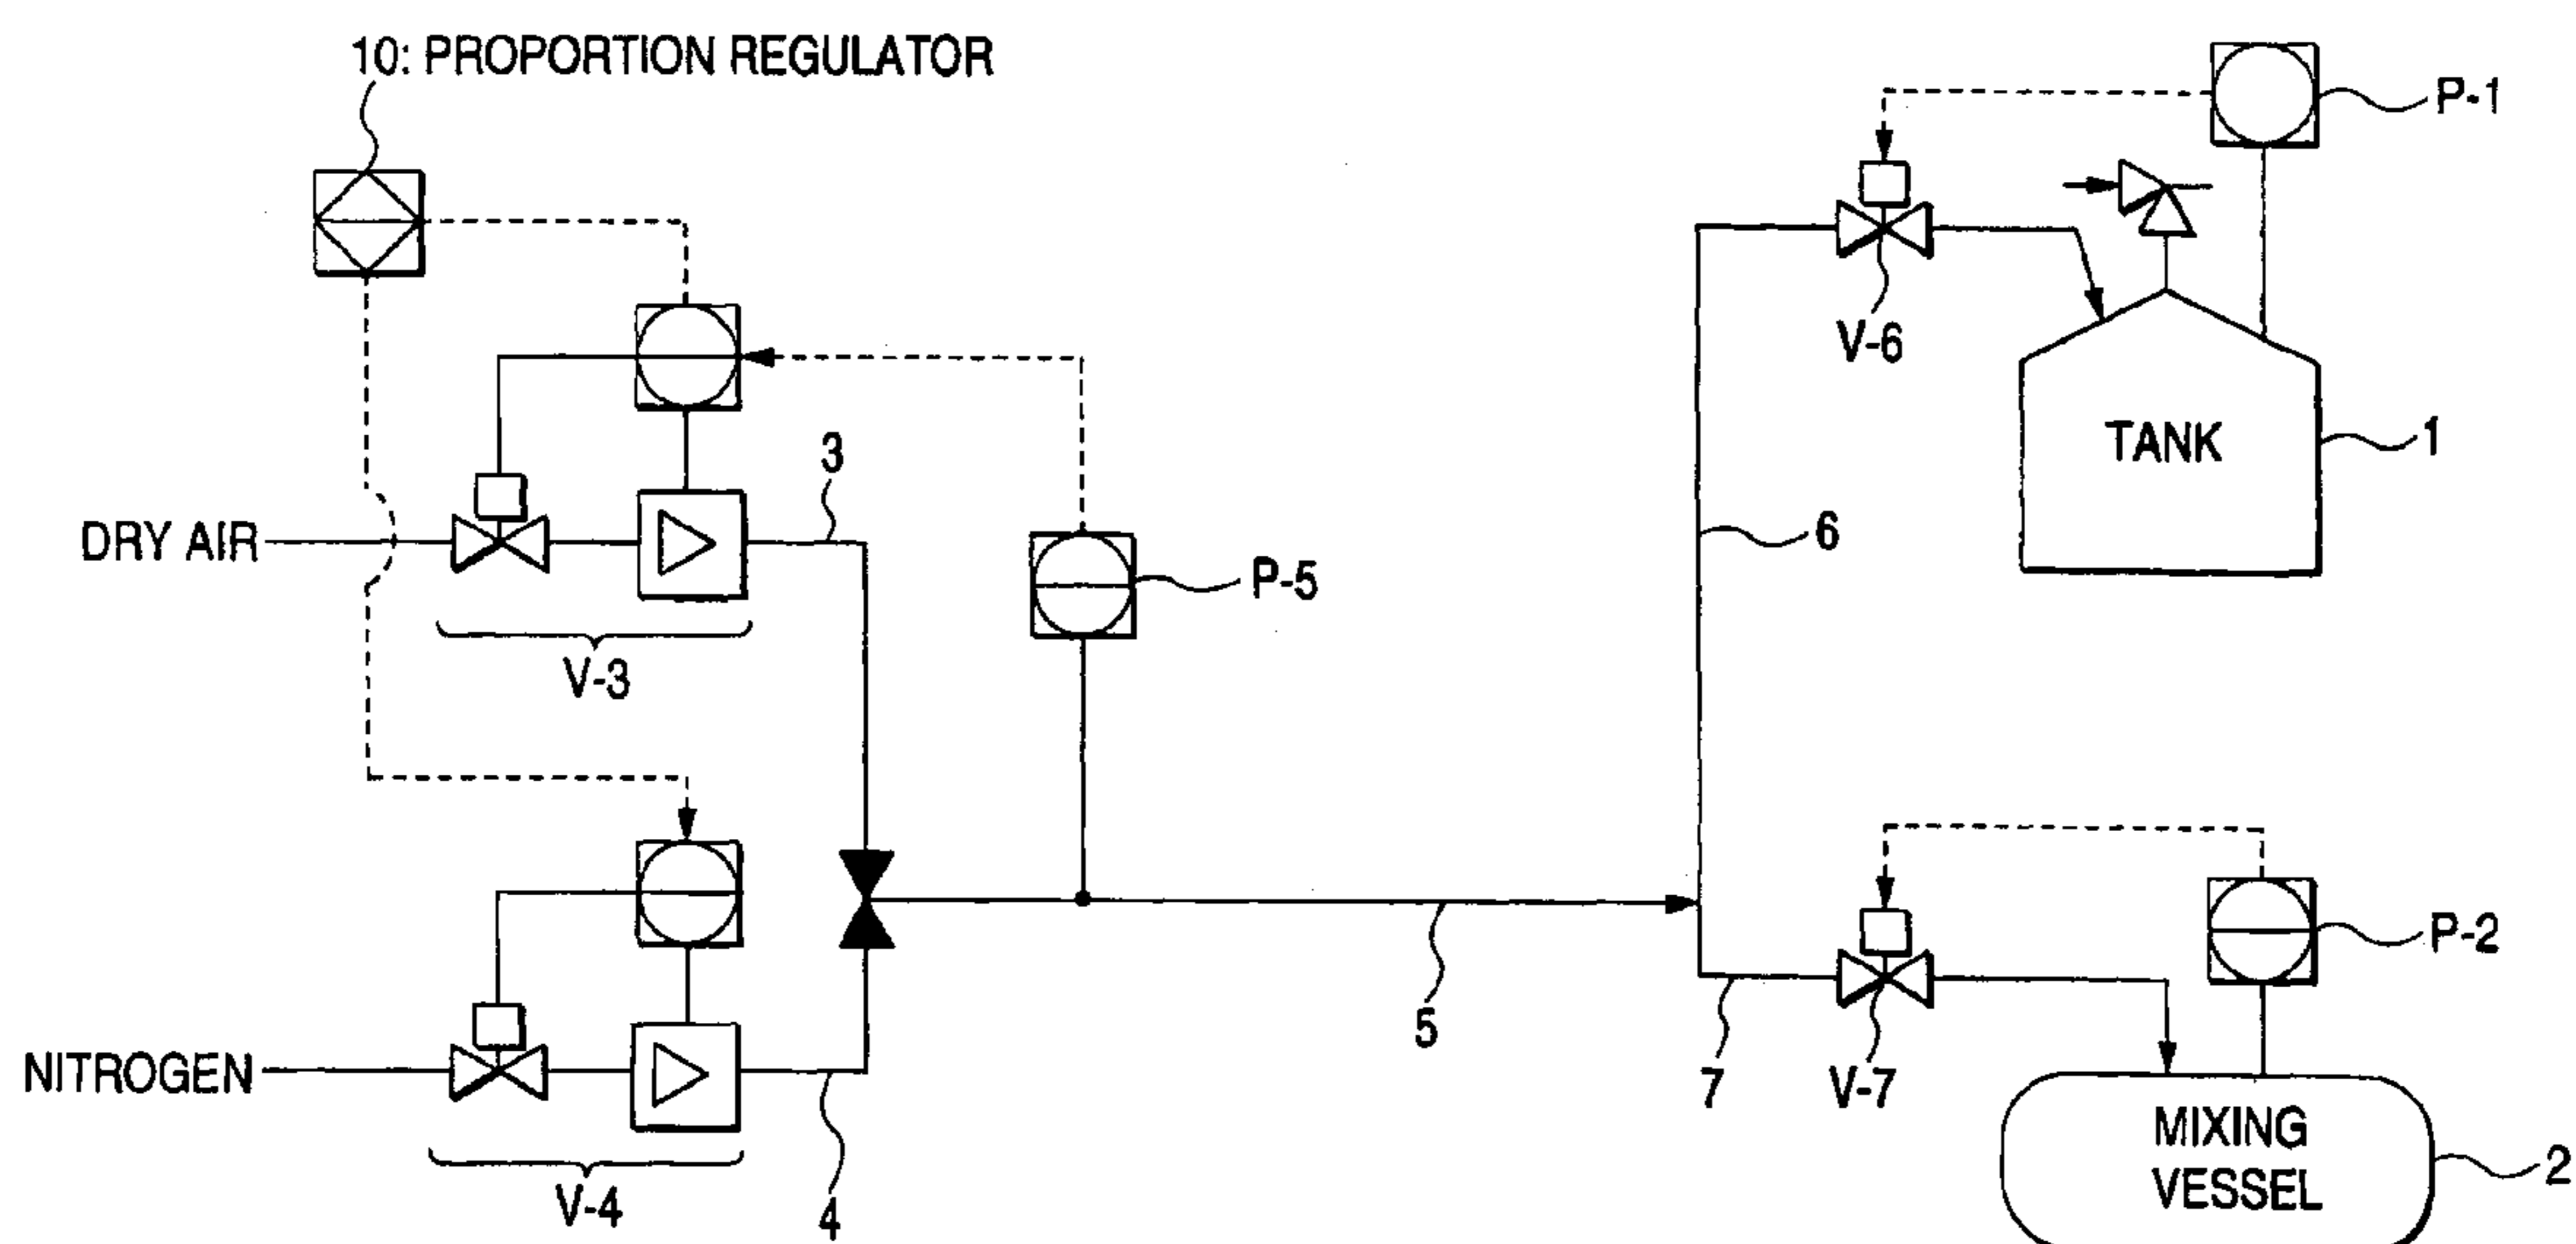 10: PROPORTION REGULATOR
P-1
V-6
3
TANK
1
DRY AIR
6
P-5
V-3
P-2
5
NITROGEN
7
V-7
MIXING
VESSEL
2
V-4
4